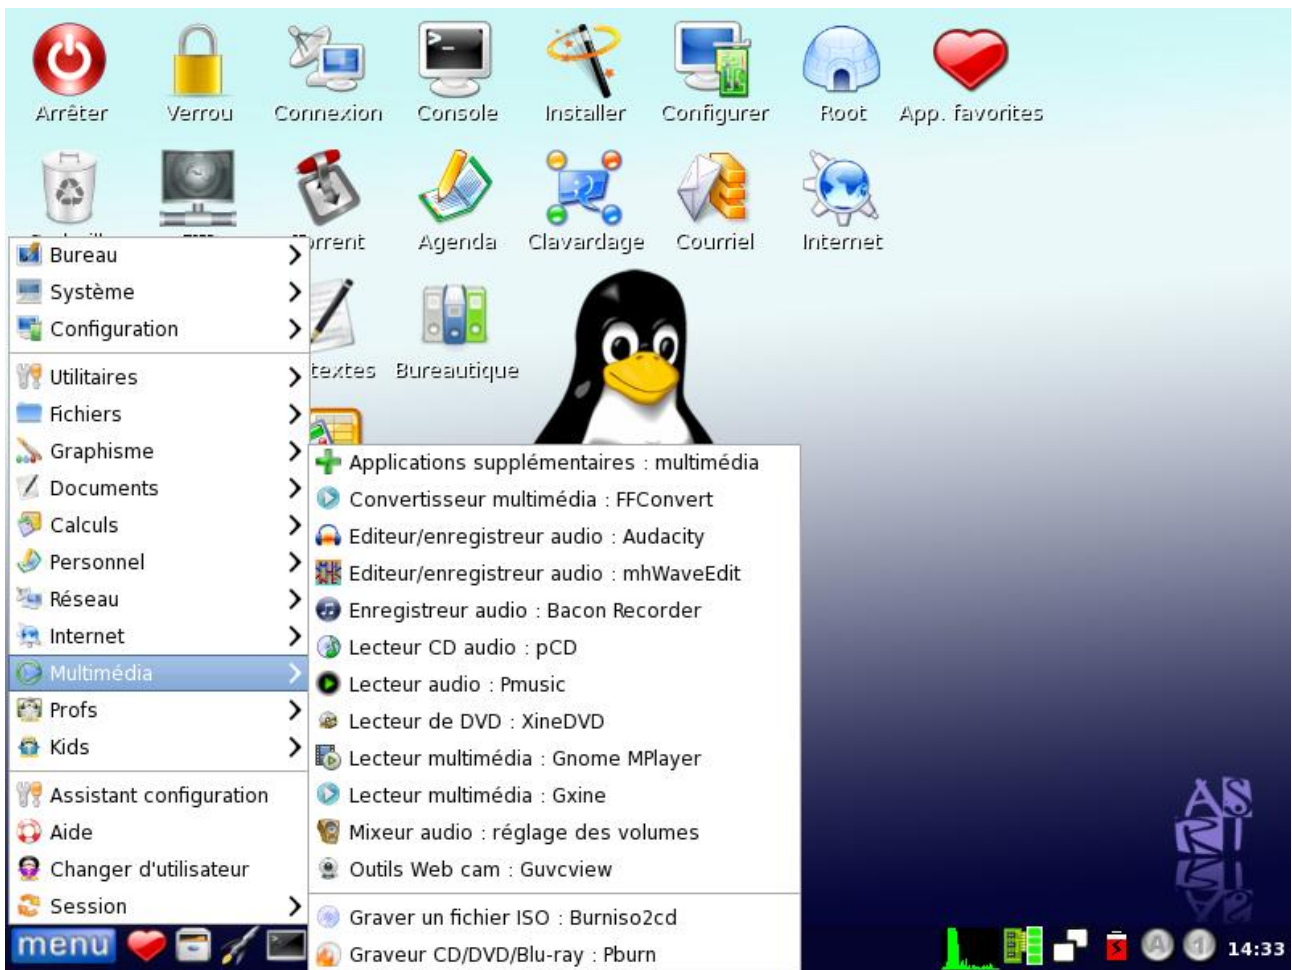 Arrêter Verrou Connexion Console Installer Configurer Root App. favorites
Agenda Clavardage Courriel Internet
textes Bureautique
Bureau
Système
Configuration
Utilitaires
Fichiers
Graphisme
Documents
Calculs
Personnel
Réseau
Internet
Multimédia
Profs
Kids
Assistant configuration
Aide
Changer d'utilisateur
Session
Applications supplémentaires : multimédia
Convertisseur multimédia : FFConvert
Editeur/enregistreur audio : Audacity
Editeur/enregistreur audio : mhWaveEdit
Enregistreur audio : Bacon Recorder
Lecteur CD audio : pCD
Lecteur audio : Pmusic
Lecteur de DVD : XineDVD
Lecteur multimédia : Gnome MPlayer
Lecteur multimédia : Gxine
Mixeur audio : réglage des volumes
Outils Web cam : Guvcview
Graver un fichier ISO : Burniso2cd
Graveur CD/DVD/Blu-ray : Pburn
ASRI
menu A 1 14:33